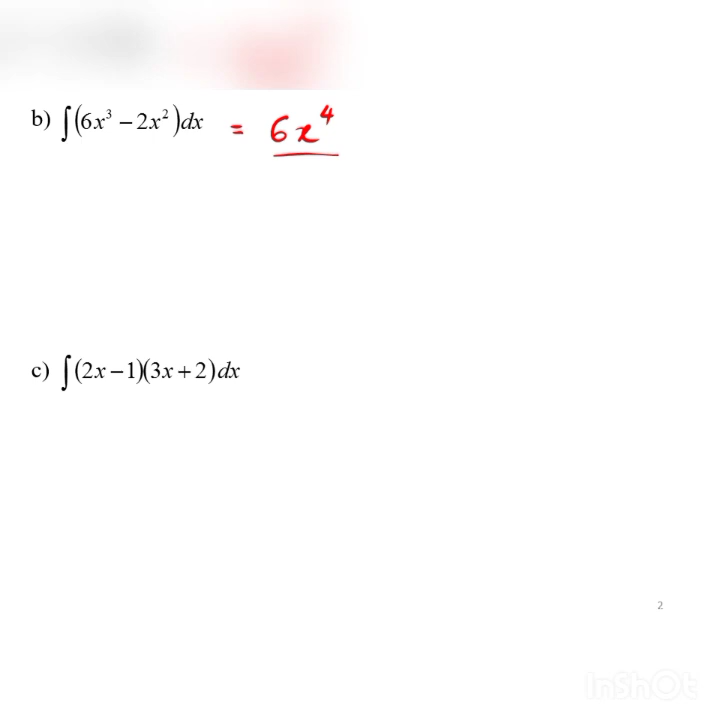 b) ∫(6x³ − 2x²)dx = 6x⁴
c) ∫(2x − 1)(3x + 2)dx
2
InShOt